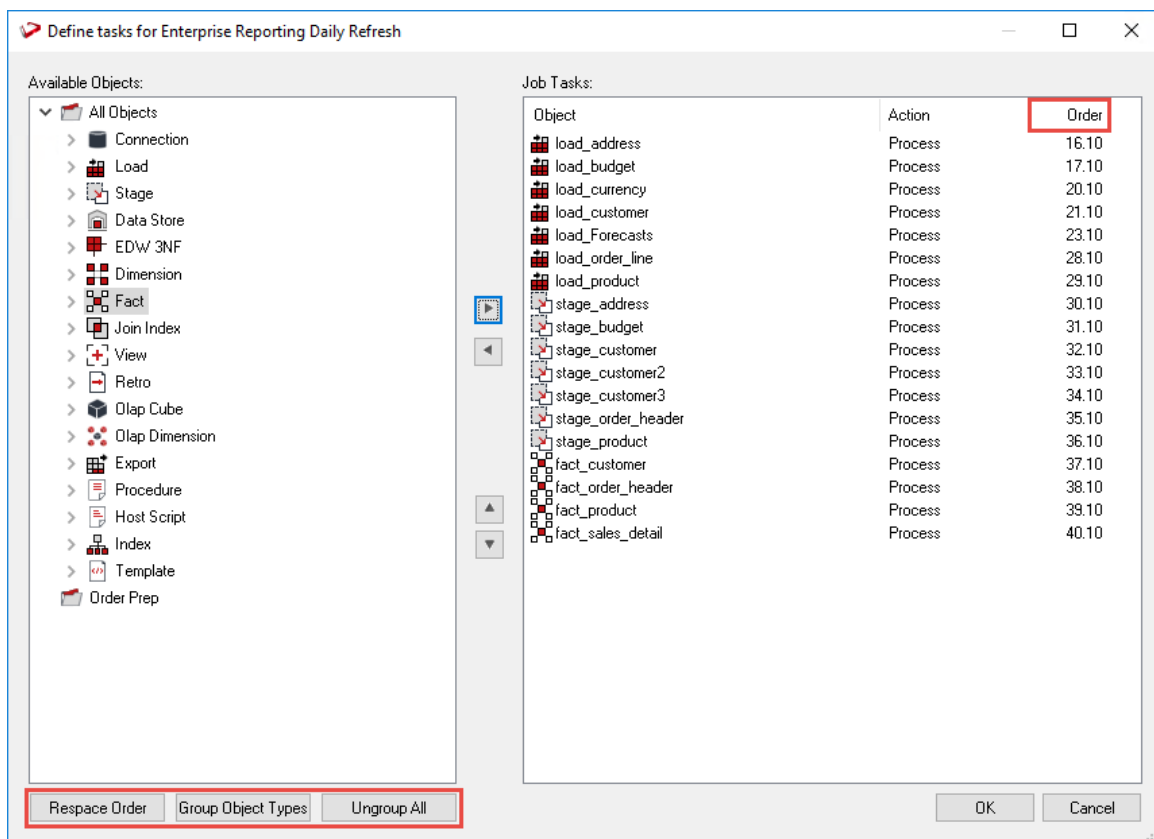 Define tasks for Enterprise Reporting Daily Refresh
Available Objects:
All Objects
Connection
Load
Stage
Data Store
EDW 3NF
Dimension
Fact
Join Index
View
Retro
Olap Cube
Olap Dimension
Export
Procedure
Host Script
Index
Template
Order Prep
Respace Order Group Object Types Ungroup All
Job Tasks:
Object Action Order
load_address Process 16.10
load_budget Process 17.10
load_currency Process 20.10
load_customer Process 21.10
load_Forecasts Process 23.10
load_order_line Process 28.10
load_product Process 29.10
stage_address Process 30.10
stage_budget Process 31.10
stage_customer Process 32.10
stage_customer2 Process 33.10
stage_customer3 Process 34.10
stage_order_header Process 35.10
stage_product Process 36.10
fact_customer Process 37.10
fact_order_header Process 38.10
fact_product Process 39.10
fact_sales_detail Process 40.10
OK Cancel